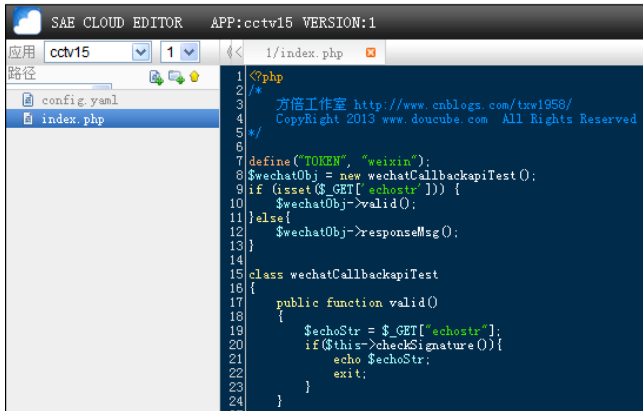 SAE CLOUD EDITOR APP:cctv15 VERSION:1
应用 cctv15 1 1/index.php
路径
config.yaml
index.php
1 <?php
2 /*
3 方倍工作室 http://www.cnblogs.com/txw1958/
4 CopyRight 2013 www.doucube.com All Rights Reserved
5 */
6
7 define("TOKEN", "weixin");
8 $wechatObj = new wechatCallbackapiTest();
9 if (isset($_GET['echostr'])) {
10 $wechatObj->valid();
11 }else{
12 $wechatObj->responseMsg();
13 }
14
15 class wechatCallbackapiTest
16 {
17 public function valid()
18 {
19 $echoStr = $_GET["echostr"];
20 if($this->checkSignature()){
21 echo $echoStr;
22 exit;
23 }
24 }